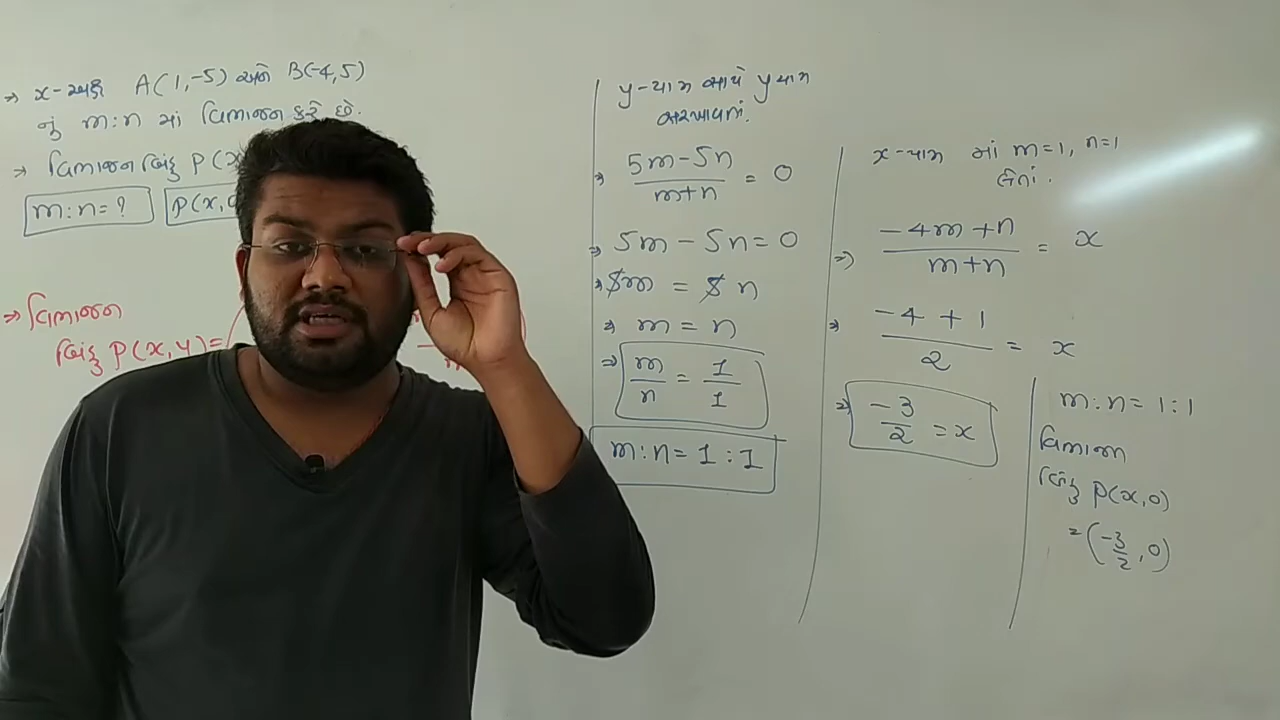 ⇒ x-અક્ષ A(1,-5) અને B(-4,5)
નું m:n માં વિભાજન કરે છે.
⇒ વિભાજન બિંદુ P(x
m:n = ?
P(x,0
⇒ વિભાજન
બિંદુ P(x,y) =
y-યામ સાથે y યામ
સરખાવતાં.
⇒ 5m-5n/m+n = 0
⇒ 5m - 5n = 0
⇒ 5m = 5n
⇒ m = n
⇒ m/n = 1/1
m:n = 1:1
x-યામ માં m=1, n=1
લેતાં.
⇒ -4m+n/m+n = x
⇒ -4+1/2 = x
⇒ -3/2 = x
m:n = 1:1
વિભાજન
બિંદુ P(x,0)
= (-3/2, 0)